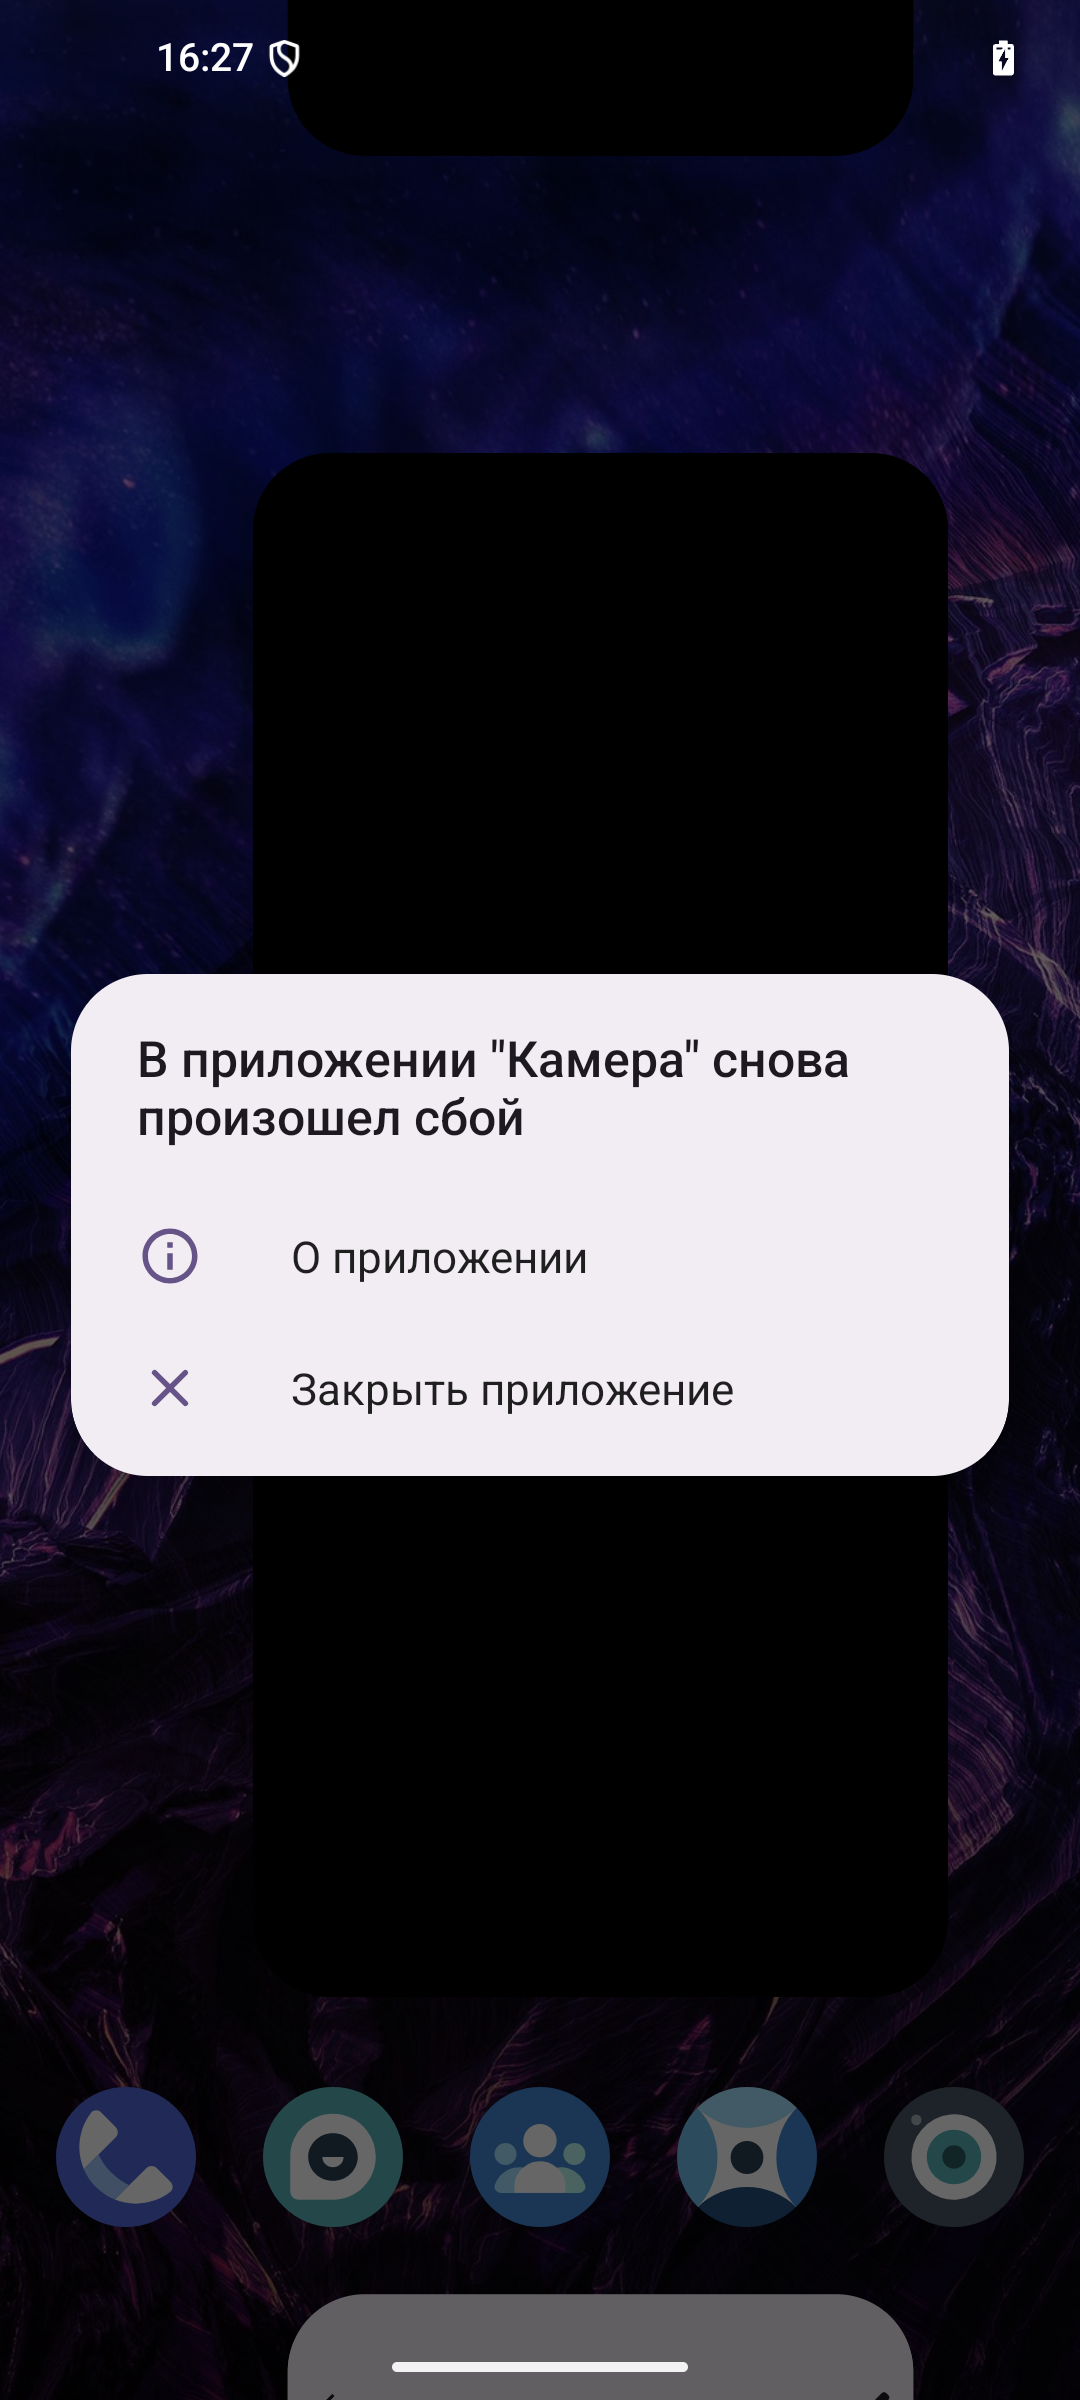 16:27
В приложении "Камера" снова
произошел сбой
О приложении
Закрыть приложение